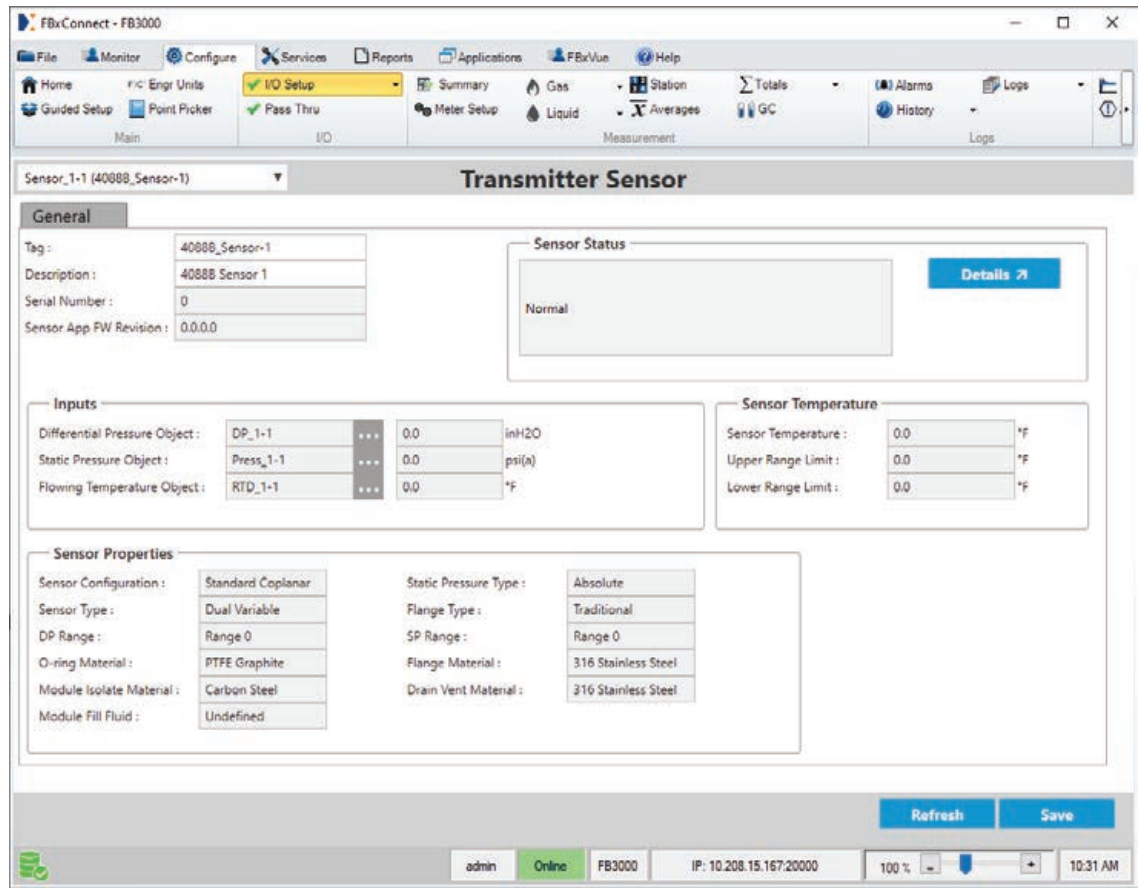 FBxConnect - FB3000
File Monitor Configure Services Reports Applications FBxVue Help
Home Engr Units I/O Setup Summary Gas Station Totals Alarms Logs
Guided Setup Point Picker Pass Thru Meter Setup Liquid Averages GC History
Main I/O Measurement Logs
Sensor_1-1 (4088B_Sensor-1) Transmitter Sensor
General
Tag : 4088B_Sensor-1
Description : 4088B Sensor 1
Serial Number : 0
Sensor App FW Revision : 0.0.0.0
Sensor Status
Normal
Details
Inputs
Differential Pressure Object : DP_1-1 ... 0.0 inH2O
Static Pressure Object : Press_1-1 ... 0.0 psi(a)
Flowing Temperature Object : RTD_1-1 ... 0.0 °F
Sensor Temperature
Sensor Temperature : 0.0 °F
Upper Range Limit : 0.0 °F
Lower Range Limit : 0.0 °F
Sensor Properties
Sensor Configuration : Standard Coplanar Static Pressure Type : Absolute
Sensor Type : Dual Variable Flange Type : Traditional
DP Range : Range 0 SP Range : Range 0
O-ring Material : PTFE Graphite Flange Material : 316 Stainless Steel
Module Isolate Material : Carbon Steel Drain Vent Material : 316 Stainless Steel
Module Fill Fluid : Undefined
Refresh Save
admin Online FB3000 IP: 10.208.15.167:20000 100 % - + 10:31 AM